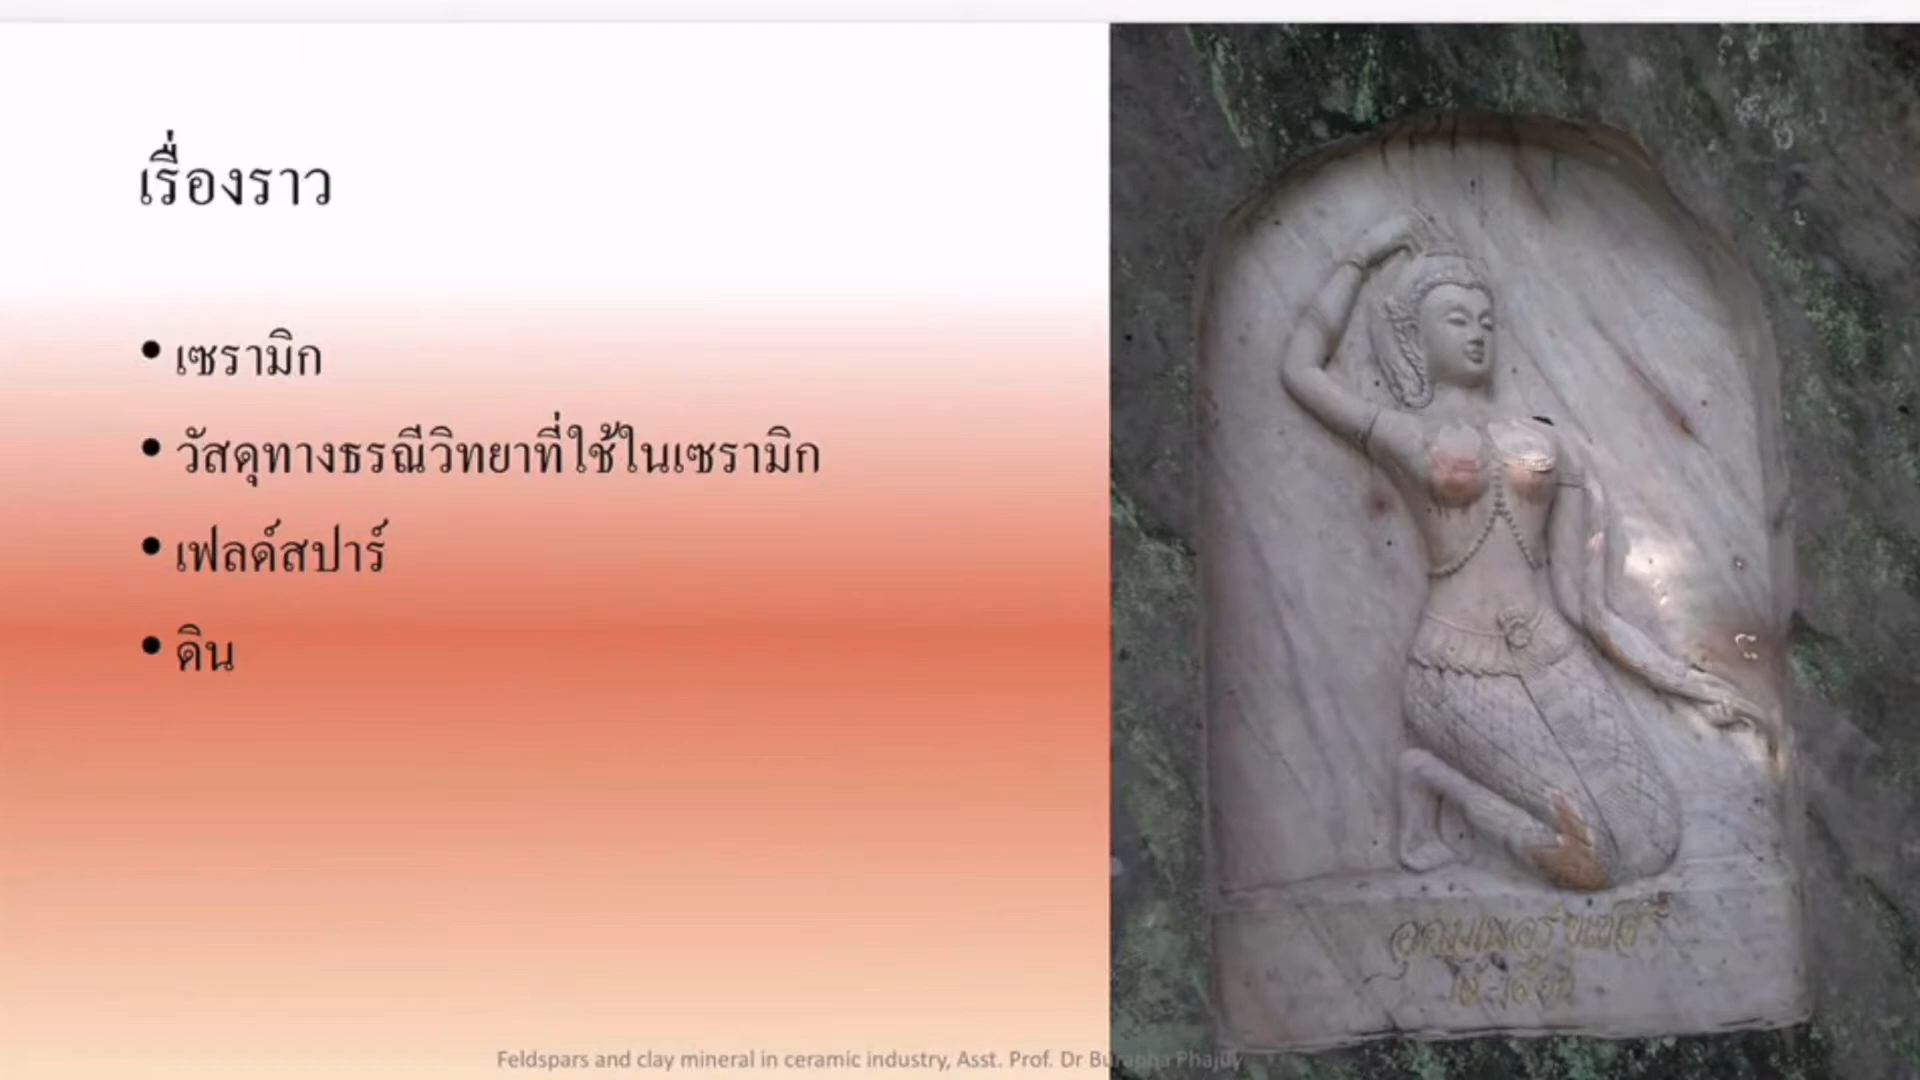 เรื่องราว
• เซรามิก
• วัสดุทางธรณีวิทยาที่ใช้ในเซรามิก
• เฟลด์สปาร์
• ดิน
Feldspars and clay mineral in ceramic industry, Asst. Prof. Dr Burapha Phajuy